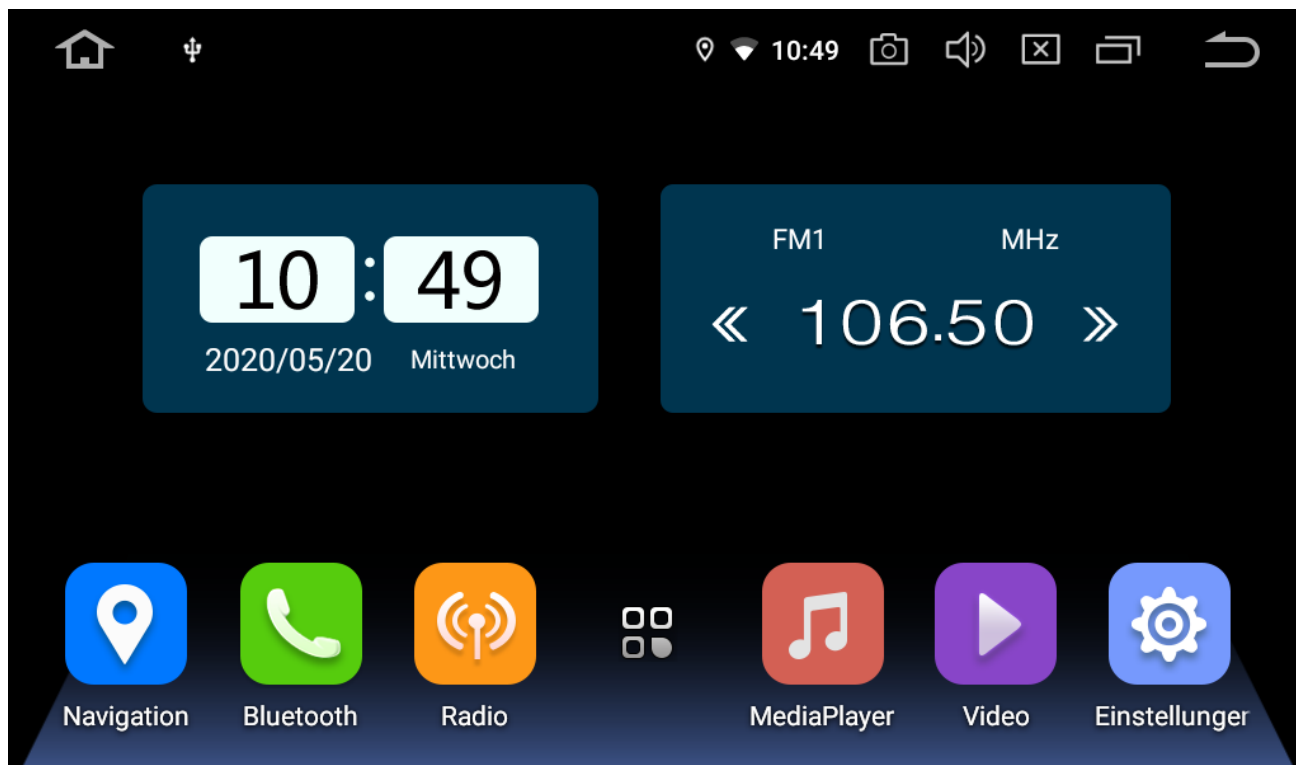 10:49
10 : 49
2020/05/20 Mittwoch
FM1 MHz
106.50
Navigation Bluetooth Radio MediaPlayer Video Einstellunger